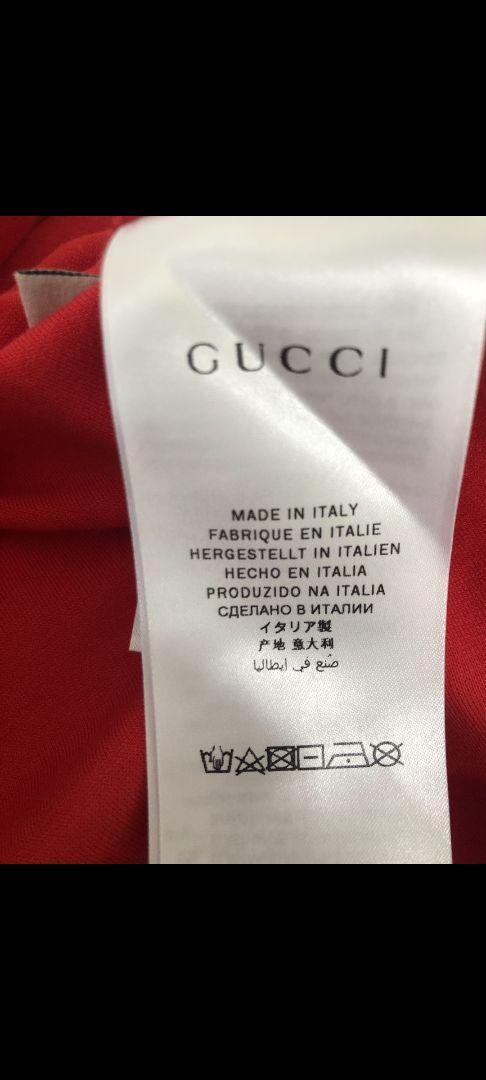 GUCCI
MADE IN ITALY
FABRIQUE EN ITALIE
HERGESTELLT IN ITALIEN
HECHO EN ITALIA
PRODUZIDO NA ITALIA
СДЕЛАНО В ИТАЛИИ
イタリア製
产地 意大利
صُنع في ايطاليا